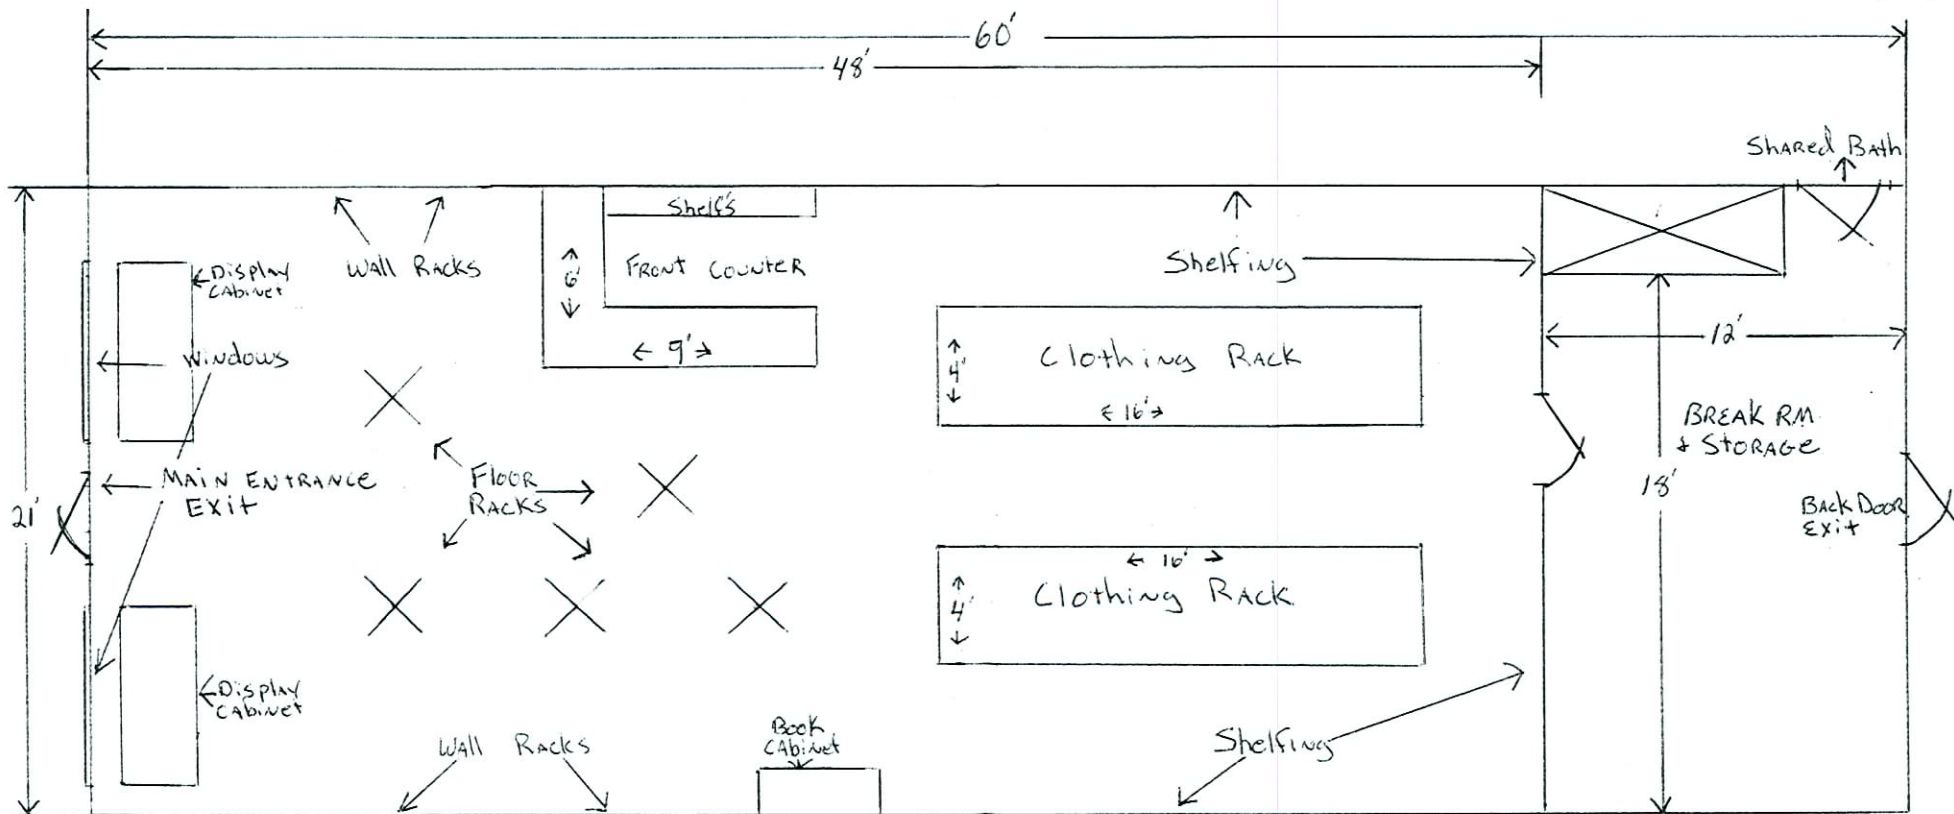 60'
48'
Shared Bath
Shelf's
Wall Racks
Display
Cabinet
6'
Front Counter
Shelfing
9'
Windows
4'
Clothing Rack
16'
12'
Break Rm
& Storage
Main Entrance
Exit
Floor
Racks
18'
21'
Back Door
Exit
16'
4'
Clothing Rack
Display
Cabinet
Wall Racks
Book
Cabinet
Shelfing